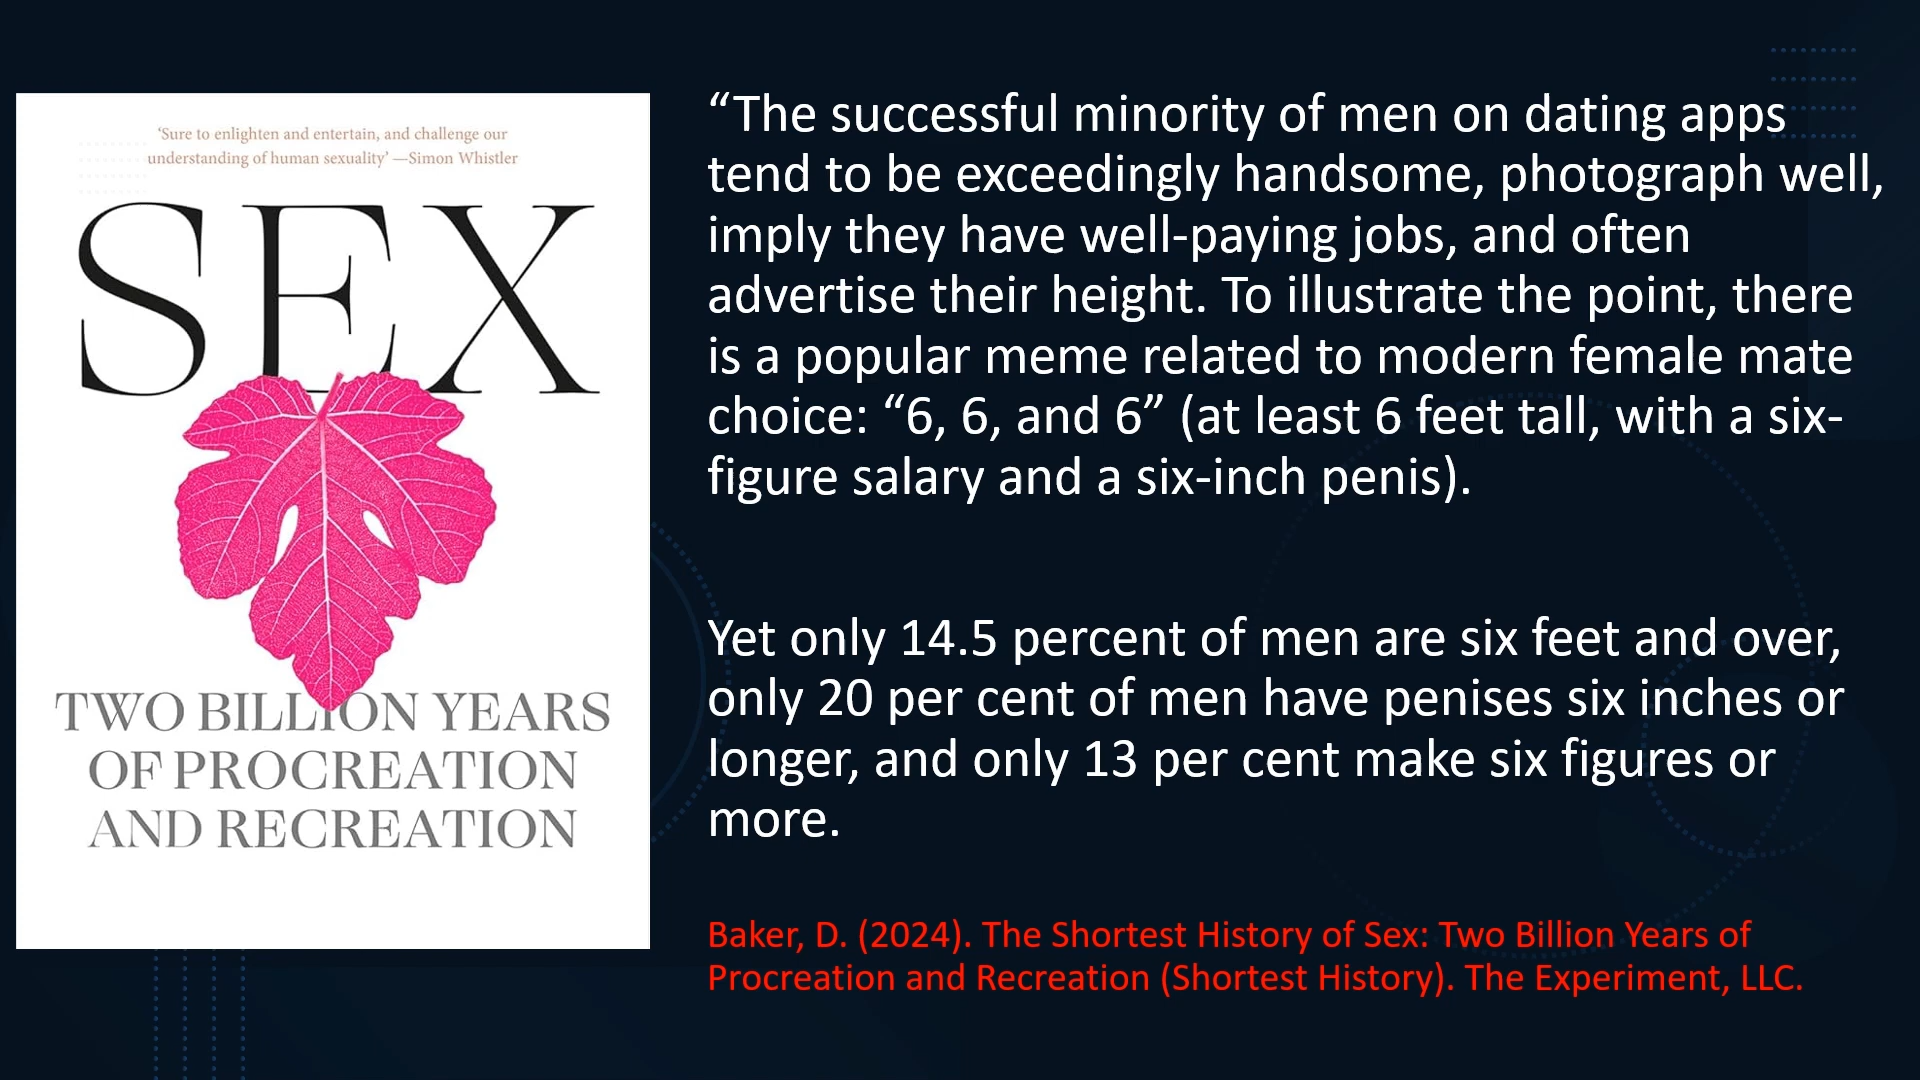 ‘Sure to enlighten and entertain, and challenge our
understanding of human sexuality’ —Simon Whistler
SEX
TWO BILLION YEARS
OF PROCREATION
AND RECREATION
“The successful minority of men on dating apps
tend to be exceedingly handsome, photograph well,
imply they have well-paying jobs, and often
advertise their height. To illustrate the point, there
is a popular meme related to modern female mate
choice: “6, 6, and 6” (at least 6 feet tall, with a six-
figure salary and a six-inch penis).
Yet only 14.5 percent of men are six feet and over,
only 20 per cent of men have penises six inches or
longer, and only 13 per cent make six figures or
more.
Baker, D. (2024). The Shortest History of Sex: Two Billion Years of
Procreation and Recreation (Shortest History). The Experiment, LLC.